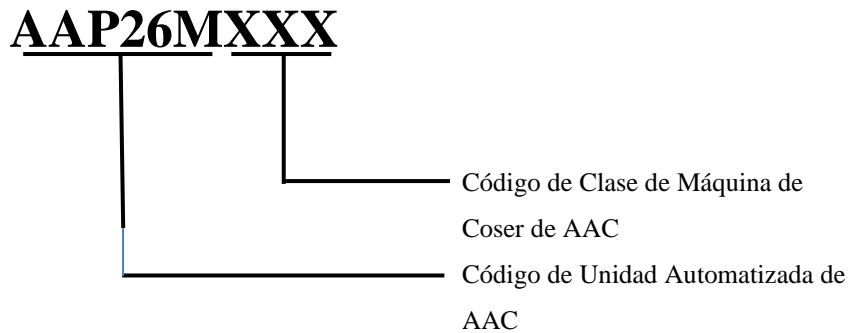 AAP26MXXX
Código de Clase de Máquina de
Coser de AAC
Código de Unidad Automatizada de
AAC